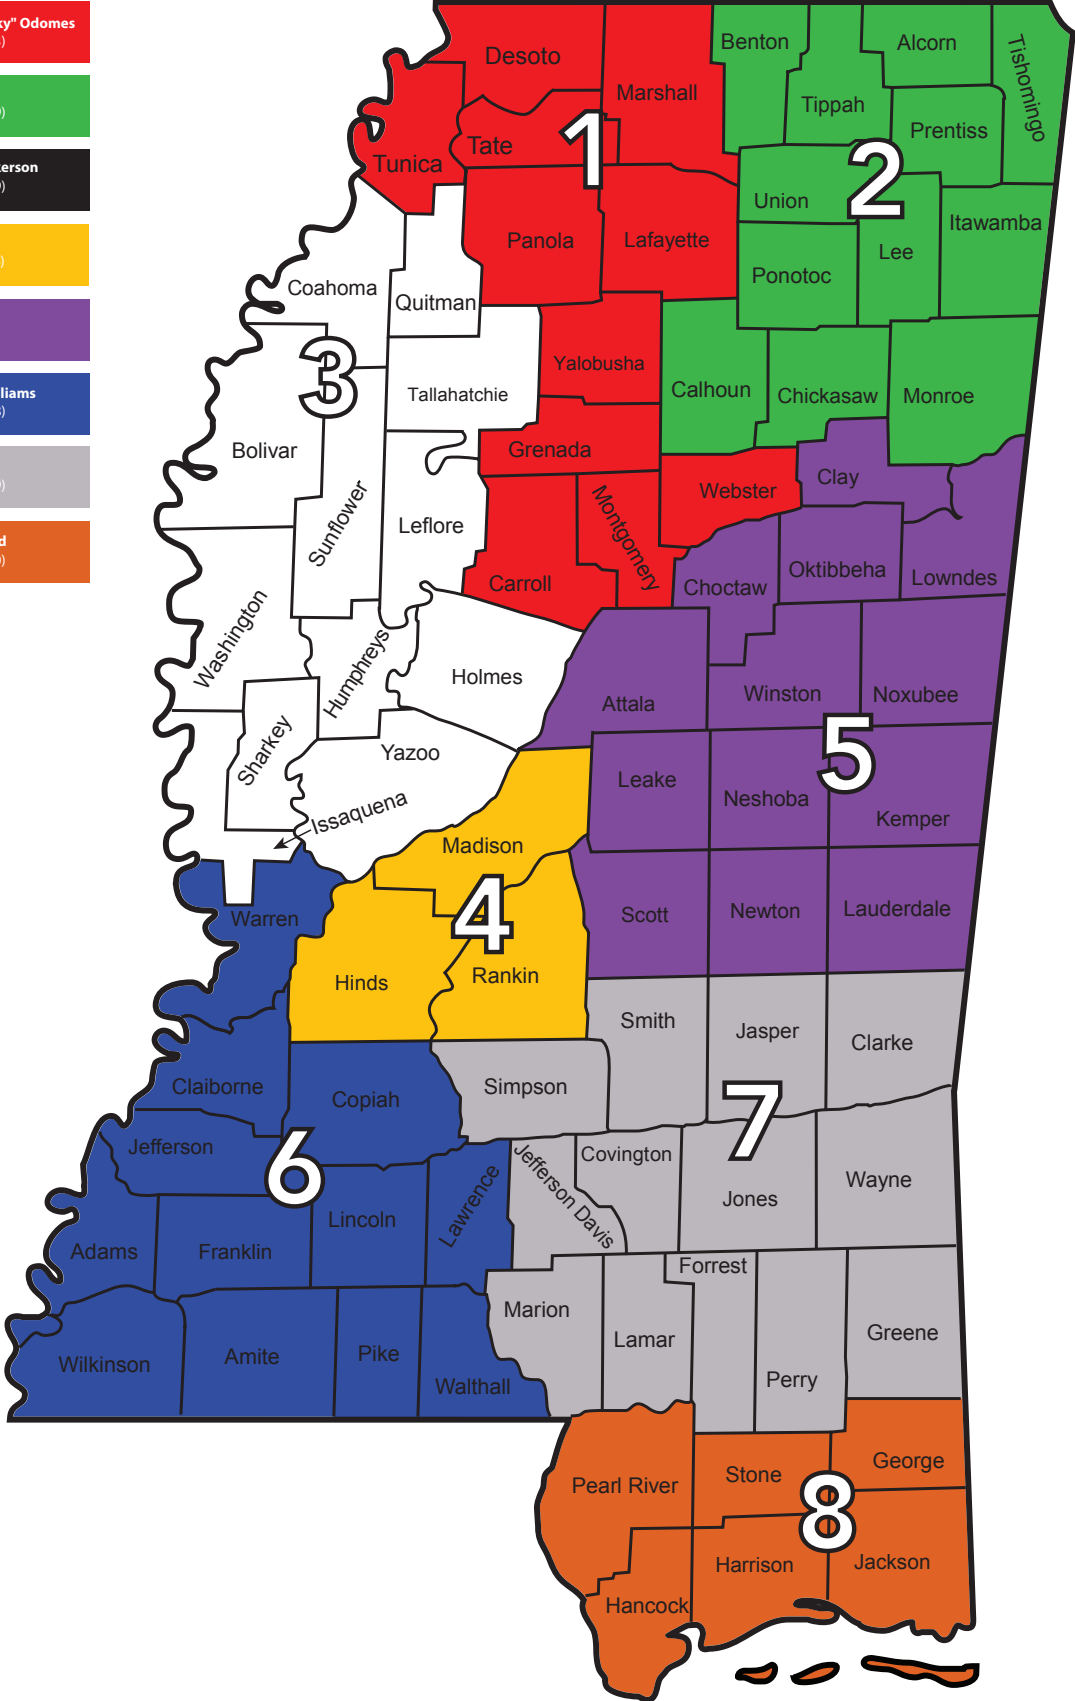 Odomes
Benton
Alcorn
Tishomingo
Desoto
Marshall
Tippah
Prentiss
Tate
1
2
Tunica
Union
Itawamba
Panola
Lafayette
Lee
Ponotoc
Coahoma
Quitman
3
Yalobusha
Calhoun
Chickasaw
Monroe
Tallahatchie
Bolivar
Grenada
Clay
Webster
Sunflower
Leflore
Montgomery
Carroll
Choctaw
Oktibbeha
Lowndes
Washington
Humphreys
Holmes
Attala
Winston
Noxubee
5
Sharkey
Yazoo
Leake
Neshoba
Kemper
Issaquena
Madison
4
Warren
Scott
Newton
Lauderdale
Hinds
Rankin
Smith
Jasper
Clarke
Claiborne
Copiah
Simpson
7
6
Jefferson
Lawrence
Jefferson Davis
Covington
Jones
Wayne
Lincoln
Adams
Franklin
Forrest
Marion
Lamar
Greene
Wilkinson
Amite
Pike
Walthall
Perry
Pearl River
Stone
George
8
Harrison
Jackson
Hancock